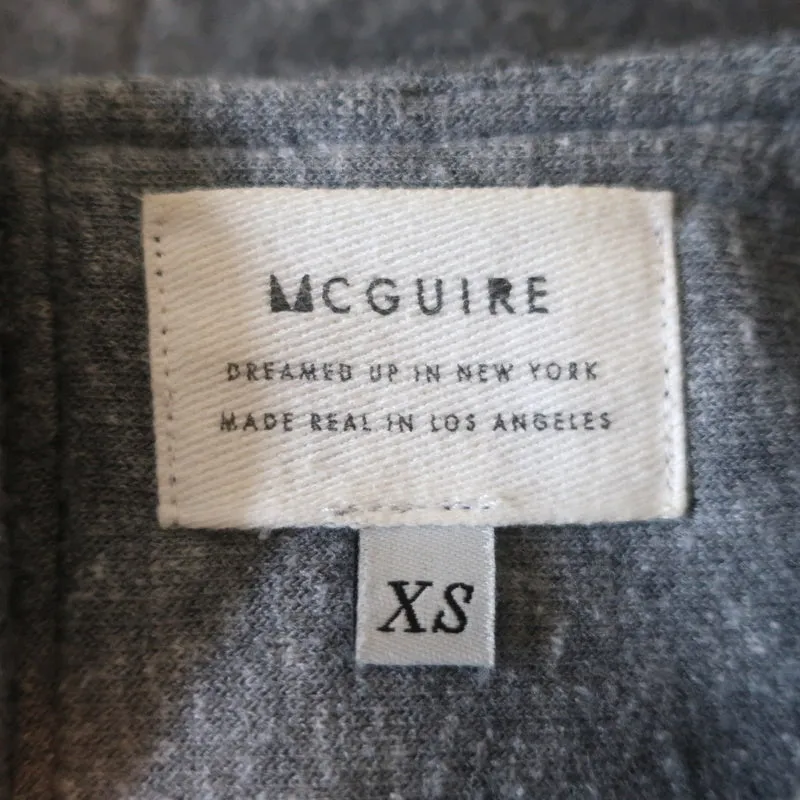 MCGUIRE
DREAMED UP IN NEW YORK
MADE REAL IN LOS ANGELES
XS